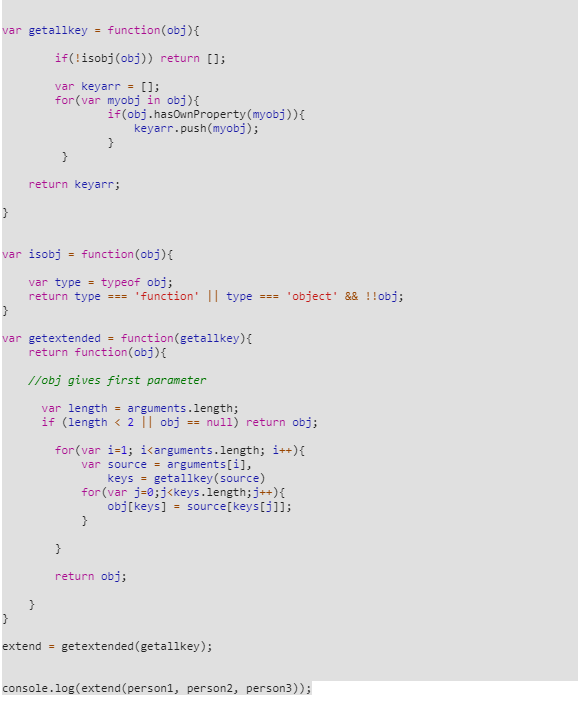 var getallkey = function(obj){
if(!isobj(obj)) return [];
var keyarr = [];
for(var myobj in obj){
if(obj.hasOwnProperty(myobj)){
keyarr.push(myobj);
}
}
return keyarr;
}
var isobj = function(obj){
var type = typeof obj;
return type === 'function' || type === 'object' && !!obj;
}
var getextended = function(getallkey){
return function(obj){
//obj gives first parameter
var length = arguments.length;
if (length < 2 || obj == null) return obj;
for(var i=1; i<arguments.length; i++){
var source = arguments[i],
keys = getallkey(source)
for(var j=0;j<keys.length;j++){
obj[keys] = source[keys[j]];
}
}
return obj;
}
}
extend = getextended(getallkey);
console.log(extend(person1, person2, person3));